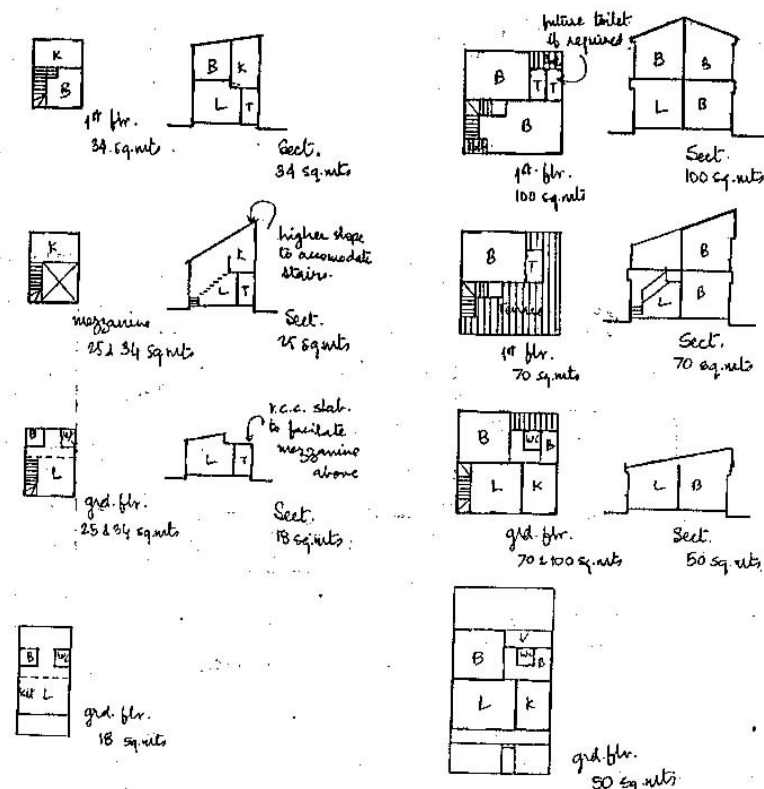 K
B
1st flr.
34 sq.mts
B K
L T
Sect.
34 sq.mts
future toilet
if required
B
T T
B
1st flr.
100 sq.mts
B B
L B
Sect.
100 sq.mts
K
mezzanine
25 & 34 sq.mts
higher slope
to accomodate
stairs.
K
L T
Sect.
25 sq.mts
B
T
Terrace
1st flr.
70 sq.mts
B
L B
Sect.
70 sq.mts
B WC
L
grd. flr.
25 & 34 sq.mts
r.c.c. slab
to faciliate
mezzanine
above
L T
Sect.
18 sq.mts
B WC B
L K
grd. flr.
70 & 100 sq.mts
L B
Sect.
50 sq.mts
B WC
Kit L
grd. flr.
18 sq.mts
V
B WC B
L K
grd. flr.
50 sq.mts